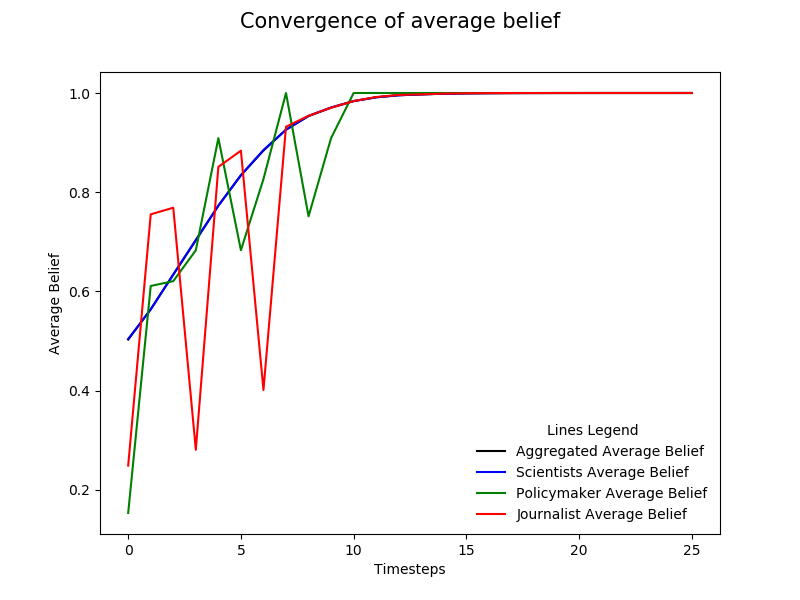 Convergence of average belief
1.0
0.8
0.6
0.4
0.2
Average Belief
Lines Legend
Aggregated Average Belief
Scientists Average Belief
Policymaker Average Belief
Journalist Average Belief
0 5 10 15 20 25
Timesteps